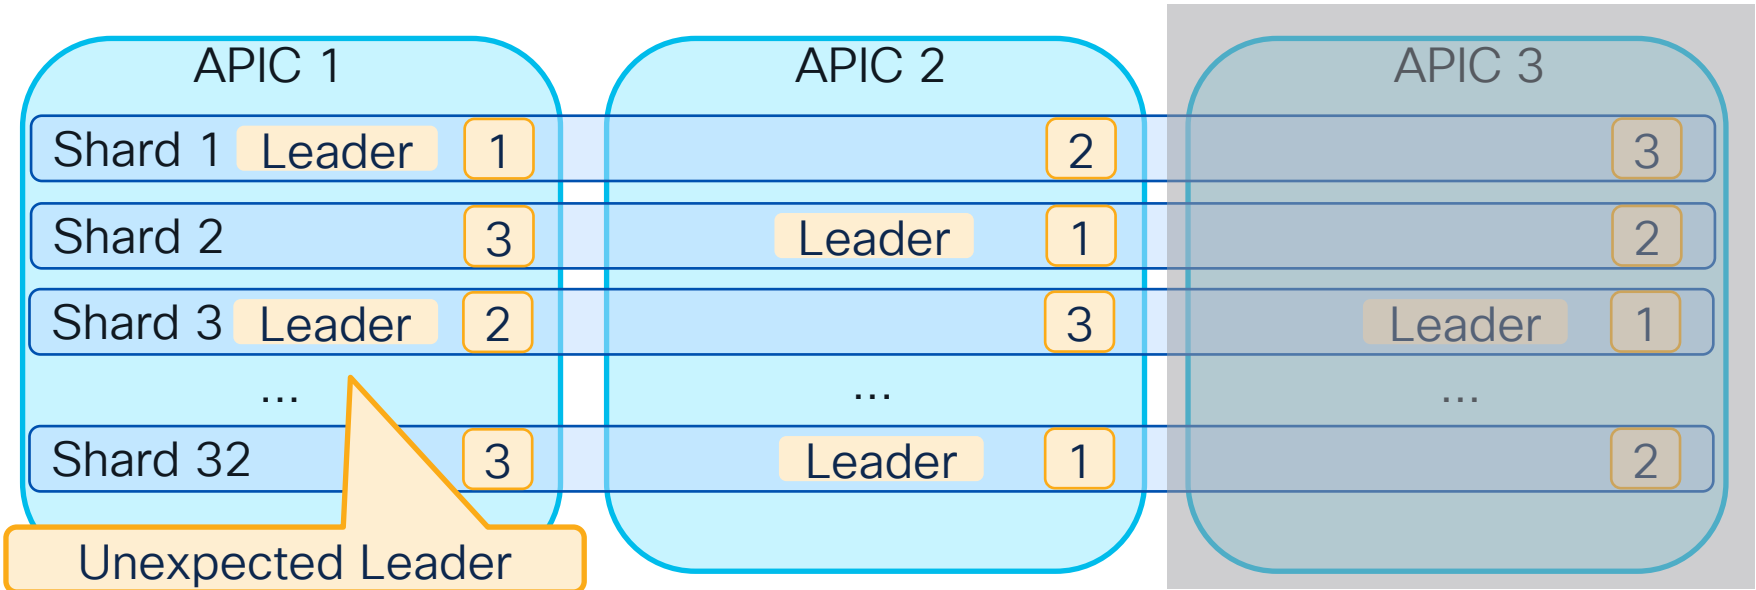 APIC 1 APIC 2 APIC 3
Shard 1 Leader 1 2 3
Shard 2 3 Leader 1 2
Shard 3 Leader 2 3 Leader 1
... ... ...
Shard 32 3 Leader 1 2
Unexpected Leader